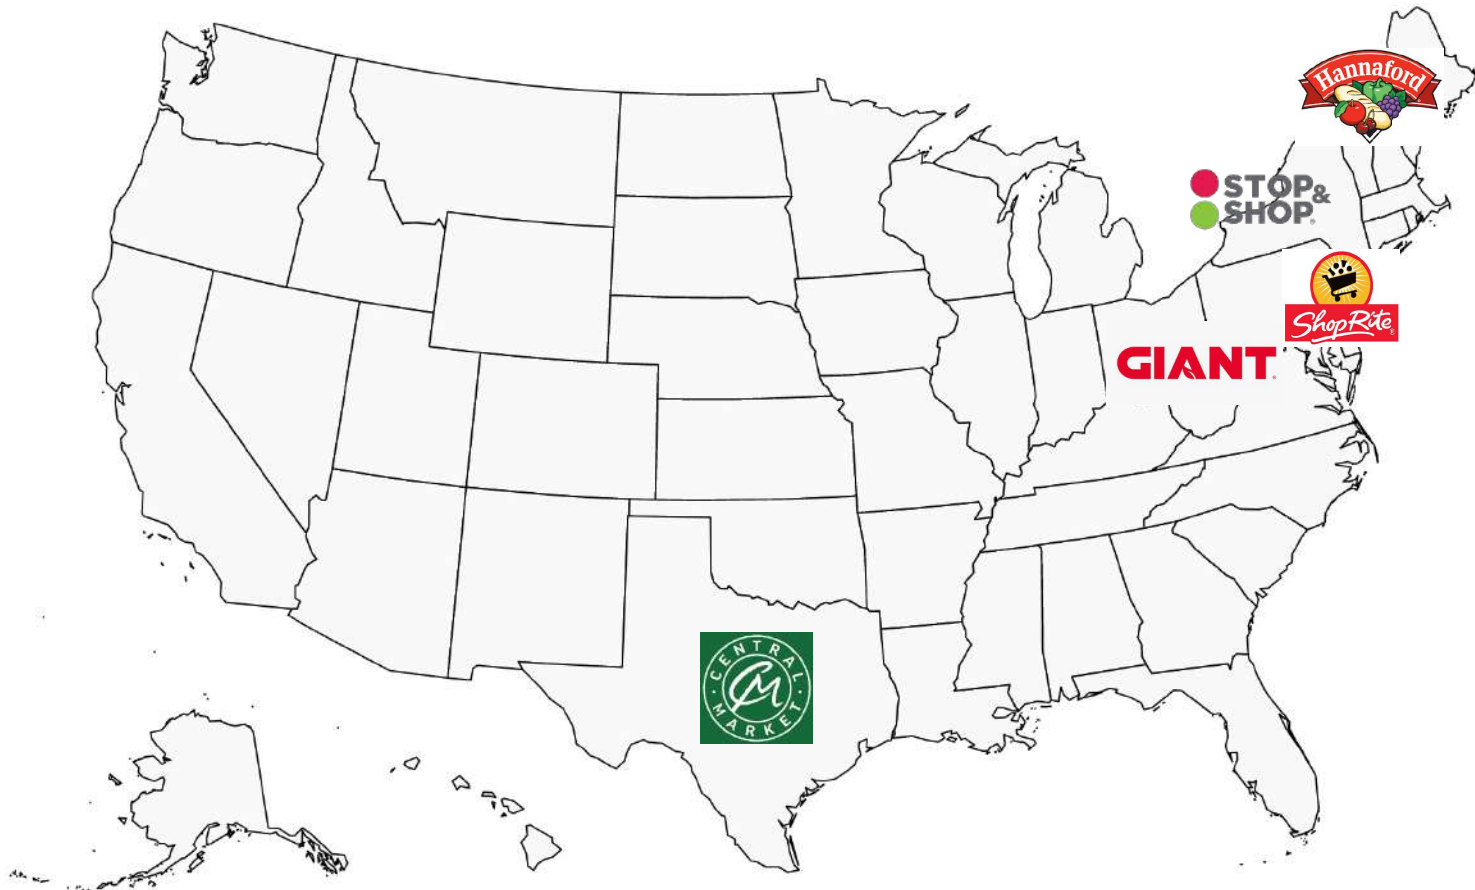 Hannaford
STOP&
SHOP
ShopRite
GIANT
CENTRAL
CM
MARKET